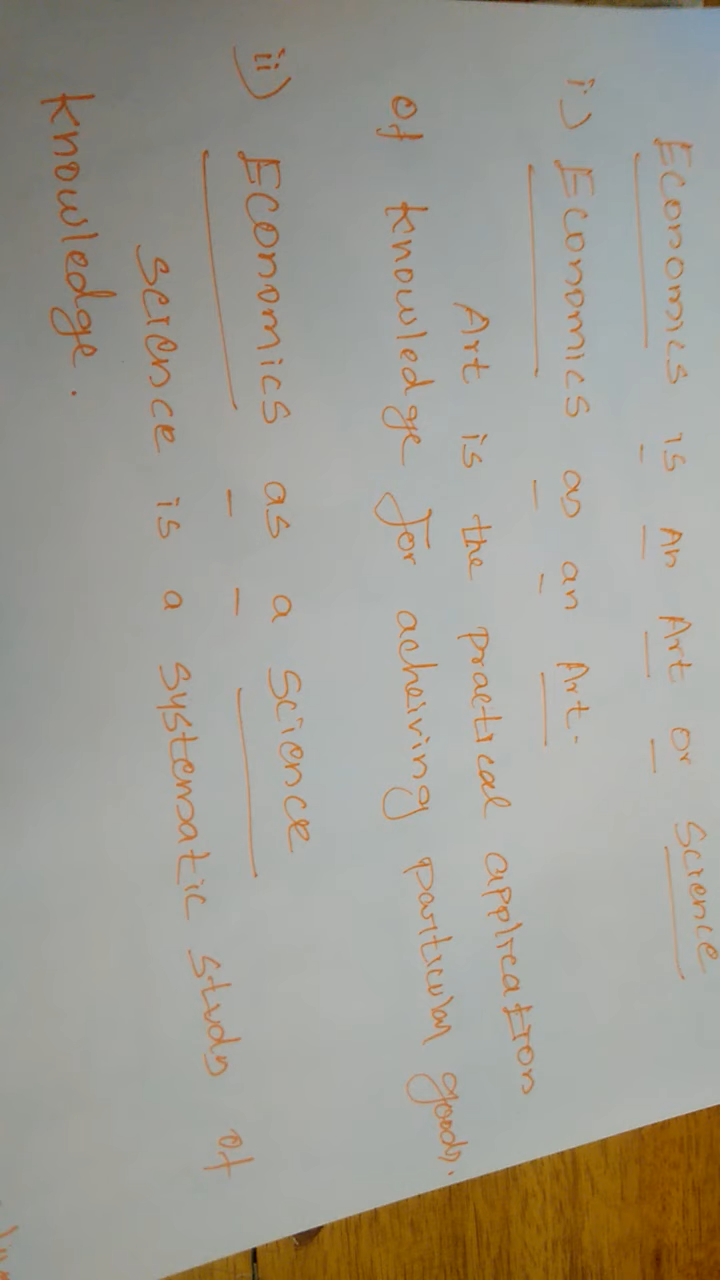 Economics is An Art or Science
i) Economics as an Art.
Art is the practical application
of knowledge for acheiving particular goods.
ii) Economics as a Science
Science is a systematic study of
knowledge.